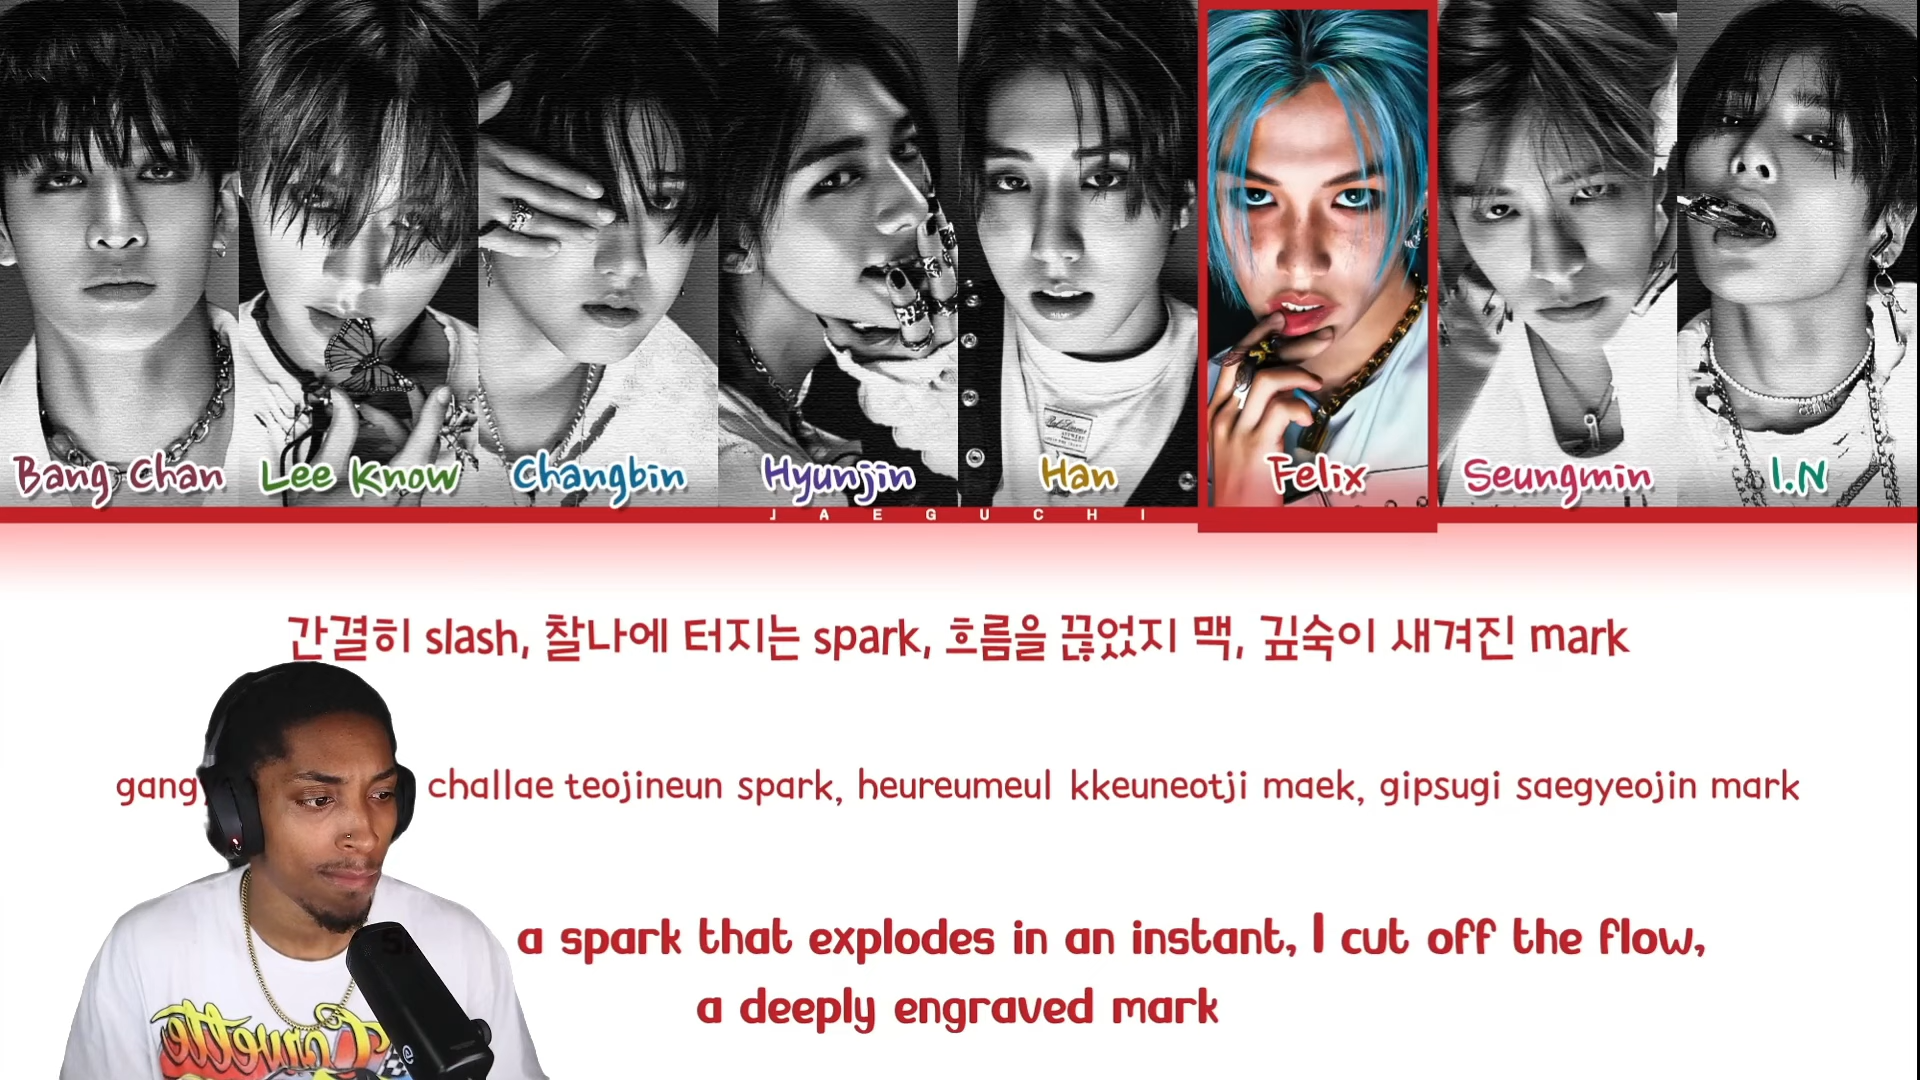 Bang Chan
Lee Know
Changbin
Hyunjin
Han
Felix
Seungmin
I.N
JAEGUCHI
간결히 slash, 찰나에 터지는 spark, 흐름을 끊었지 맥, 깊숙이 새겨진 mark
challae teojineun spark, heureumeul kkeuneotji maek, gipsugi saegyeojin mark
a spark that explodes in an instant, I cut off the flow,
a deeply engraved mark
Corvette